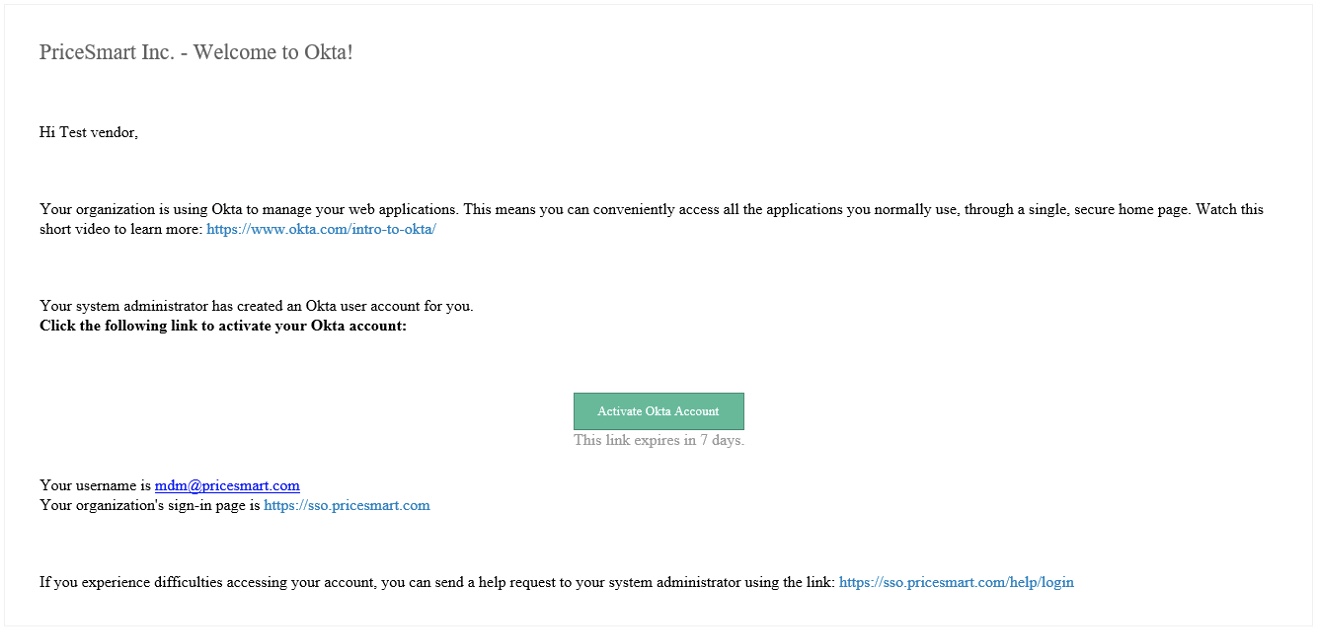 PriceSmart Inc. - Welcome to Okta!
Hi Test vendor,
Your organization is using Okta to manage your web applications. This means you can conveniently access all the applications you normally use, through a single, secure home page. Watch this
short video to learn more: https://www.okta.com/intro-to-okta/
Your system administrator has created an Okta user account for you.
Click the following link to activate your Okta account:
Activate Okta Account
This link expires in 7 days.
Your username is mdm@pricesmart.com
Your organization's sign-in page is https://sso.pricesmart.com
If you experience difficulties accessing your account, you can send a help request to your system administrator using the link: https://sso.pricesmart.com/help/login